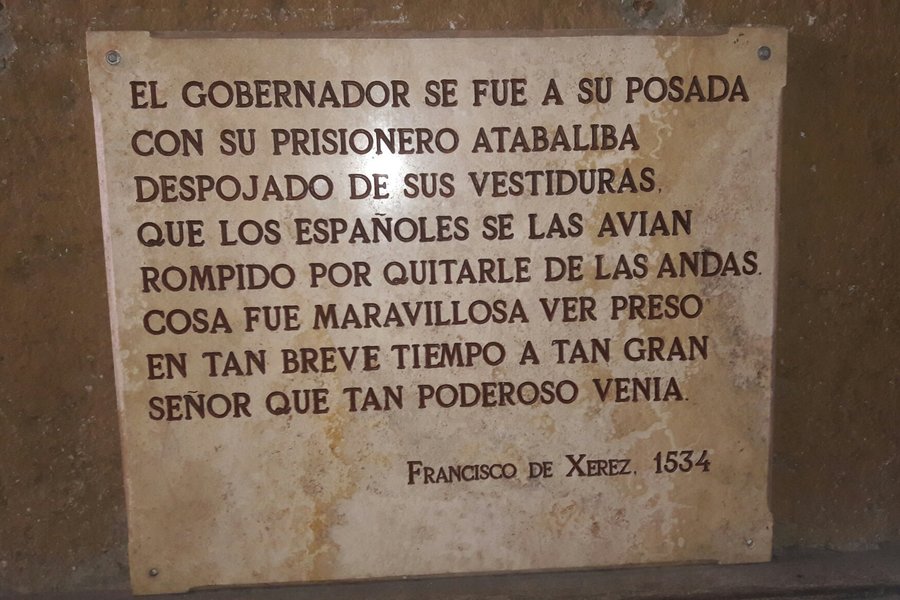 EL GOBERNADOR SE FUE A SU POSADA
CON SU PRISIONERO ATABALIBA
DESPOJADO DE SUS VESTIDURAS,
QUE LOS ESPAÑOLES SE LAS AVIAN
ROMPIDO POR QUITARLE DE LAS ANDAS.
COSA FUE MARAVILLOSA VER PRESO
EN TAN BREVE TIEMPO A TAN GRAN
SEÑOR QUE TAN PODEROSO VENIA.
FRANCISCO DE XEREZ, 1534